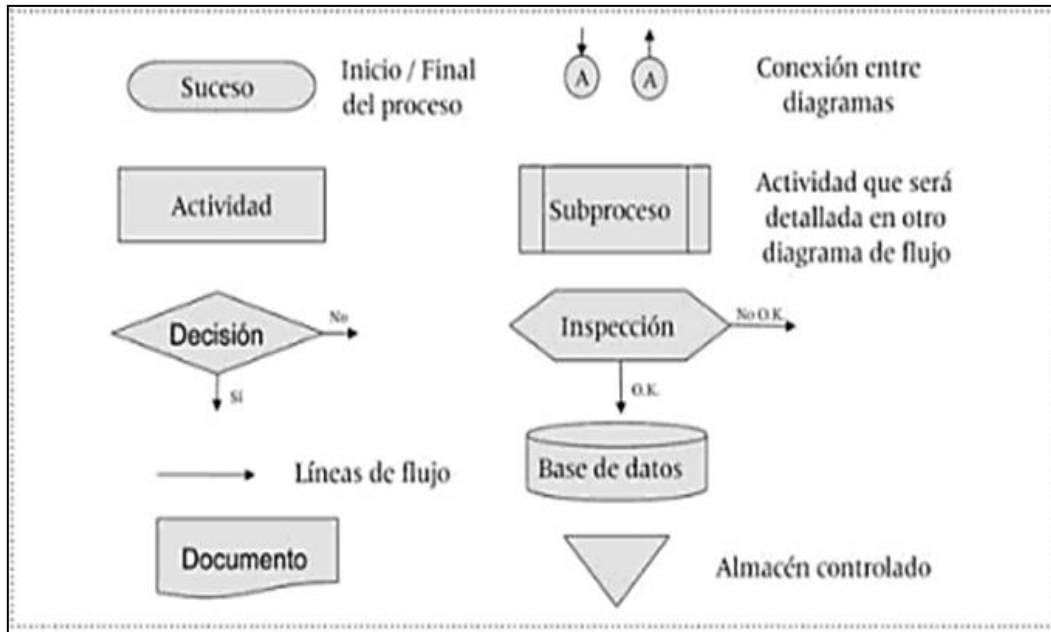 Suceso
Inicio / Final
del proceso
A
A
Conexión entre
diagramas
Actividad
Subproceso
Actividad que será
detallada en otro
diagrama de flujo
Decisión
No
Sí
Inspección
No O.K.
O.K.
Líneas de flujo
Base de datos
Documento
Almacén controlado